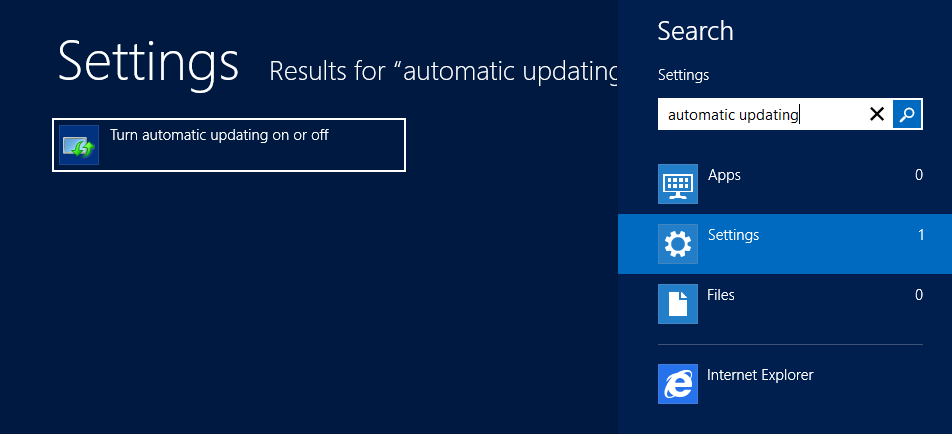 Settings Results for “automatic updating
Turn automatic updating on or off
Search
Settings
automatic updating
Apps 0
Settings 1
Files 0
Internet Explorer